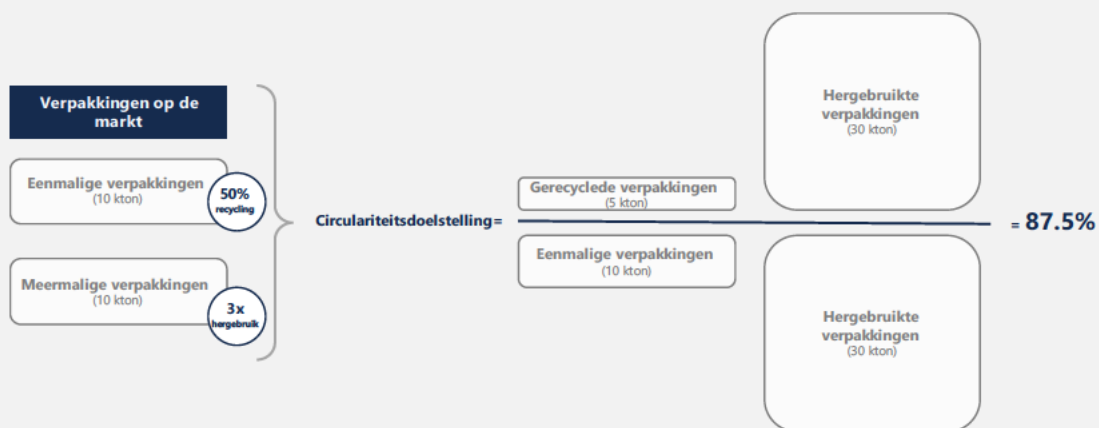 Verpakkingen op de
markt
Eenmalige verpakkingen
(10 kton)
50%
recycling
Meermalige verpakkingen
(10 kton)
3x
hergebruik
Circulariteitsdoelstelling=
Gerecyclede verpakkingen
(5 kton)
Hergebruikte
verpakkingen
(30 kton)
Eenmalige verpakkingen
(10 kton)
Hergebruikte
verpakkingen
(30 kton)
= 87.5%